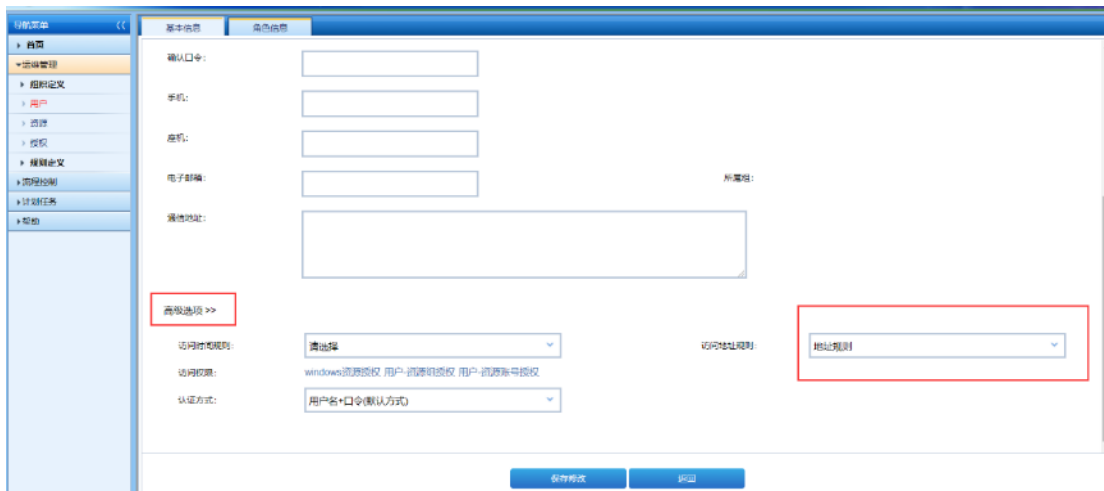 导航菜单 《
基本信息 角色信息
首页
运维管理
组织定义
用户
资源
授权
规则定义
流程控制
计划任务
帮助
确认口令:
手机:
座机:
电子邮箱: 所属组:
通信地址:
高级选项 >>
访问时间规则: 请选择 访问地址规则: 地址规则
访问权限: windows资源授权 用户-资源组授权 用户-资源账号授权
认证方式: 用户名+口令(默认方式)
保存修改 返回